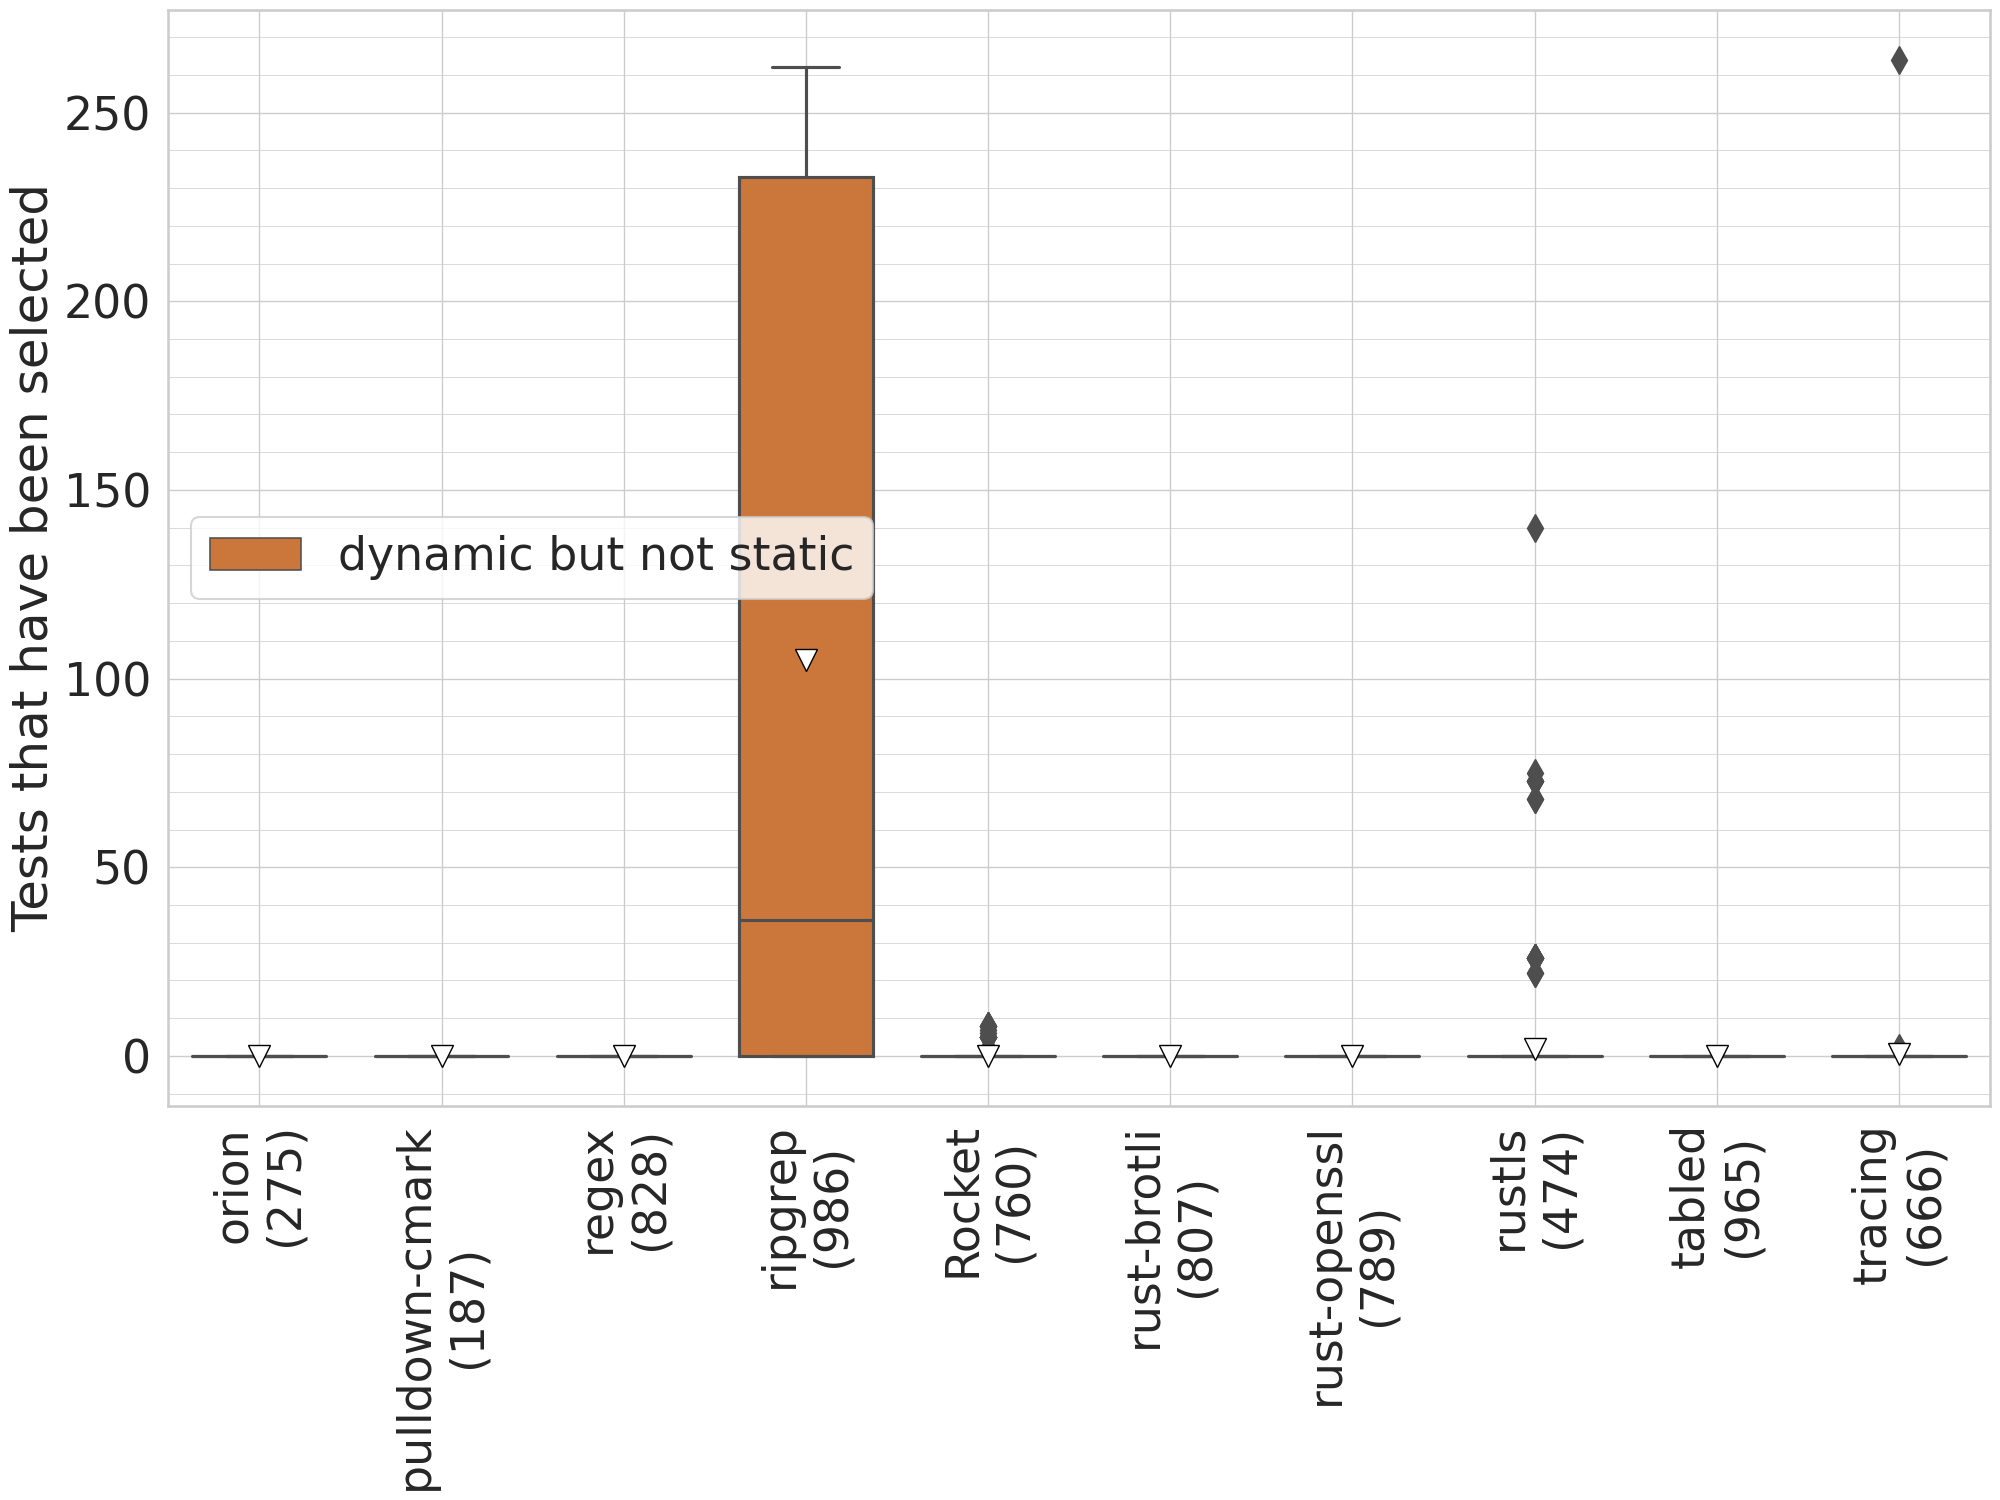 Tests that have been selected
250
200
150
100
50
0
dynamic but not static
orion
(275)
pulldown-cmark
(187)
regex
(828)
ripgrep
(986)
Rocket
(760)
rust-brotli
(807)
rust-openssl
(789)
rustls
(474)
tabled
(965)
tracing
(666)